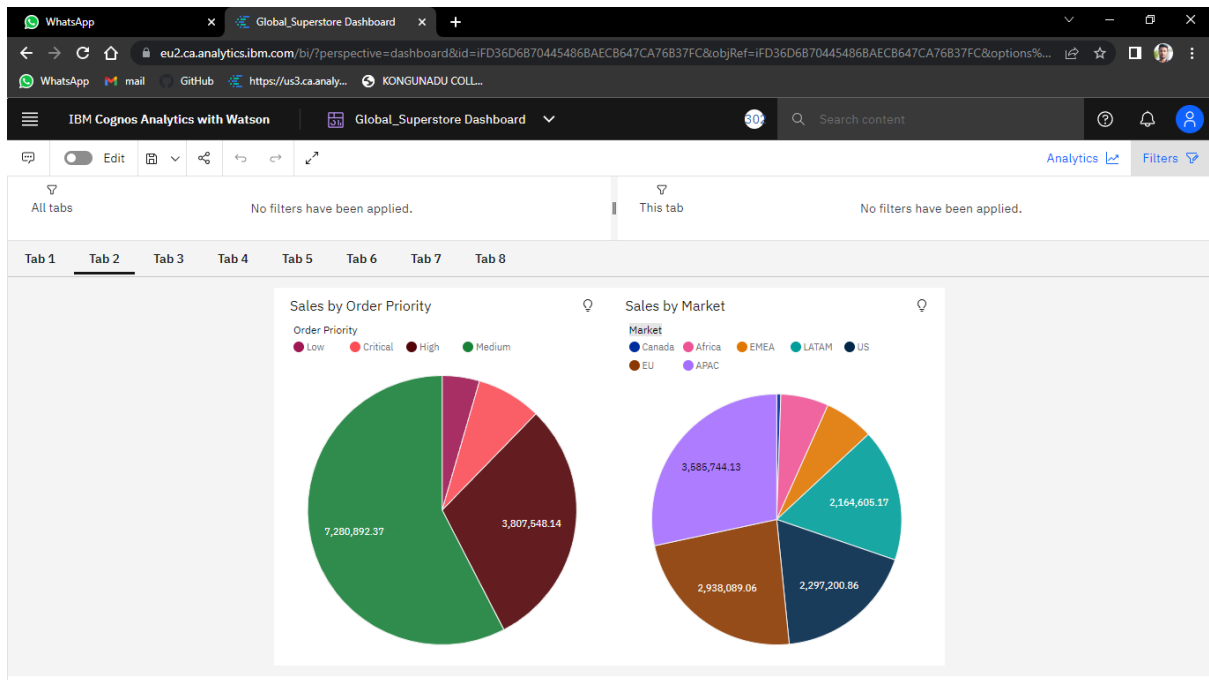 WhatsApp
Global_Superstore Dashboard
eu2.ca.analytics.ibm.com/bi/?perspective=dashboard&id=iFD36D6B70445486BAECB647CA76B37FC&objRef=iFD36D6B70445486BAECB647CA76B37FC&options%...
WhatsApp mail GitHub https://us3.ca.analy... KONGUNADU COLL...
IBM Cognos Analytics with Watson Global_Superstore Dashboard 302 Search content
Edit Analytics Filters
All tabs No filters have been applied. This tab No filters have been applied.
Tab 1 Tab 2 Tab 3 Tab 4 Tab 5 Tab 6 Tab 7 Tab 8
Sales by Order Priority
Order Priority
Low Critical High Medium
3,807,548.14
7,280,892.37
Sales by Market
Market
Canada Africa EMEA LATAM US
EU APAC
3,585,744.13
2,164,605.17
2,938,089.06
2,297,200.86